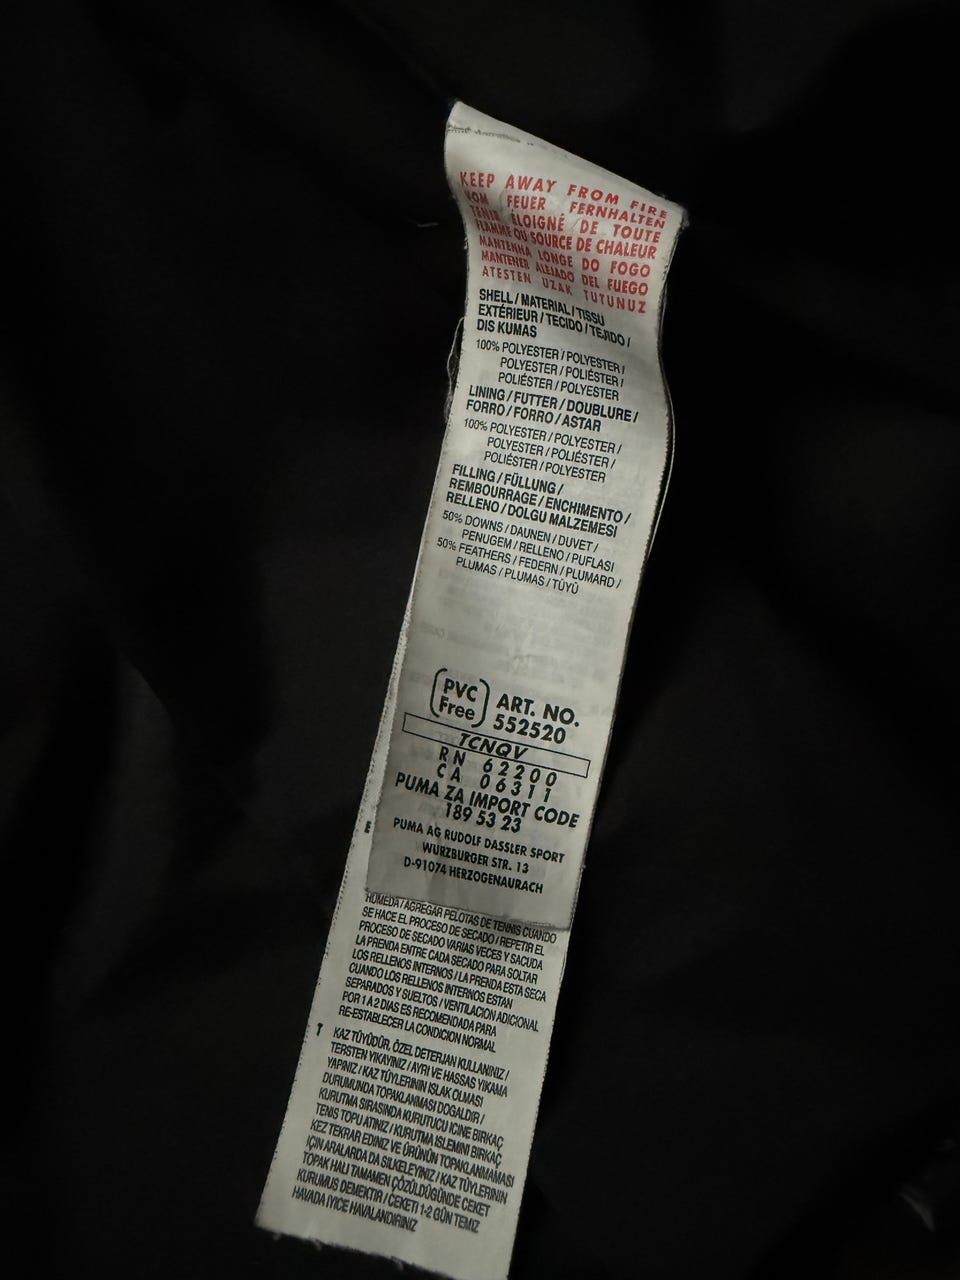 KEEP AWAY FROM FIRE
VOM FEUER FERNHALTEN
TENIR ÉLOIGNÉ DE TOUTE
FLAMME OU SOURCE DE CHALEUR
MANTENHA LONGE DO FOGO
MANTENER ALEJADO DEL FUEGO
ATESTEN UZAK TUTUNUZ
SHELL / MATERIAL / TISSU
EXTÉRIEUR / TECIDO / TEJIDO /
DIS KUMAS
100% POLYESTER / POLYESTER /
POLYESTER / POLIÉSTER /
POLIÉSTER / POLYESTER
LINING / FUTTER / DOUBLURE /
FORRO / FORRO / ASTAR
100% POLYESTER / POLYESTER /
POLYESTER / POLIÉSTER /
POLIÉSTER / POLYESTER
FILLING / FÜLLUNG /
REMBOURRAGE / ENCHIMENTO /
RELLENO / DOLGU MALZEMESI
50% DOWNS / DAUNEN / DUVET /
PENUGEM / RELLENO / PUFLASI
50% FEATHERS / FEDERN / PLUMARD /
PLUMAS / PLUMAS / TÜYÜ
PVC Free
ART. NO.
552520
TCNQV
RN 62200
CA 06311
PUMA ZA IMPORT CODE
189 53 23
PUMA AG RUDOLF DASSLER SPORT
WURZBURGER STR. 13
D-91074 HERZOGENAURACH
E
HUMEDA / AGREGAR PELOTAS DE TENNIS CUANDO
SE HACE EL PROCESO DE SECADO / REPETIR EL
PROCESO DE SECADO VARIAS VECES Y SACUDA
LA PRENDA ENTRE CADA SECADO PARA SOLTAR
LOS RELLENOS INTERNOS / LA PRENDA ESTA SECA
CUANDO LOS RELLENOS INTERNOS ESTAN
SEPARADOS Y SUELTOS / VENTILACION ADICIONAL
POR 1 A 2 DIAS ES RECOMENDADA PARA
RE-ESTABLECER LA CONDICION NORMAL
T KAZ TÜYÜDÜR, ÖZEL DETERJAN KULLANINIZ /
TERSTEN YIKAYINIZ / AYRI VE HASSAS YIKAMA
YAPINIZ / KAZ TÜYLERININ ISLAK OLMASI
DURUMUNDA TOPAKLANMASI DOGALDIR /
KURUTMA SIRASINDA KURUTUCU ICINE BIRKAÇ
TENIS TOPU ATINIZ / KURUTMA ISLEMINI BIRKAÇ
KEZ TEKRAR EDINIZ VE ÜRÜNÜN TOPAKLANMAMASI
IÇIN ARALARDA DA SILKELEYINIZ / KAZ TÜYLERININ
TOPAK HALI TAMAMEN ÇÖZÜLDÜGÜNDE CEKET
KURUMUS DEMEKTIR / CEKETI 1-2 GÜN TEMIZ
HAVADA IYICE HAVALANDIRINIZ